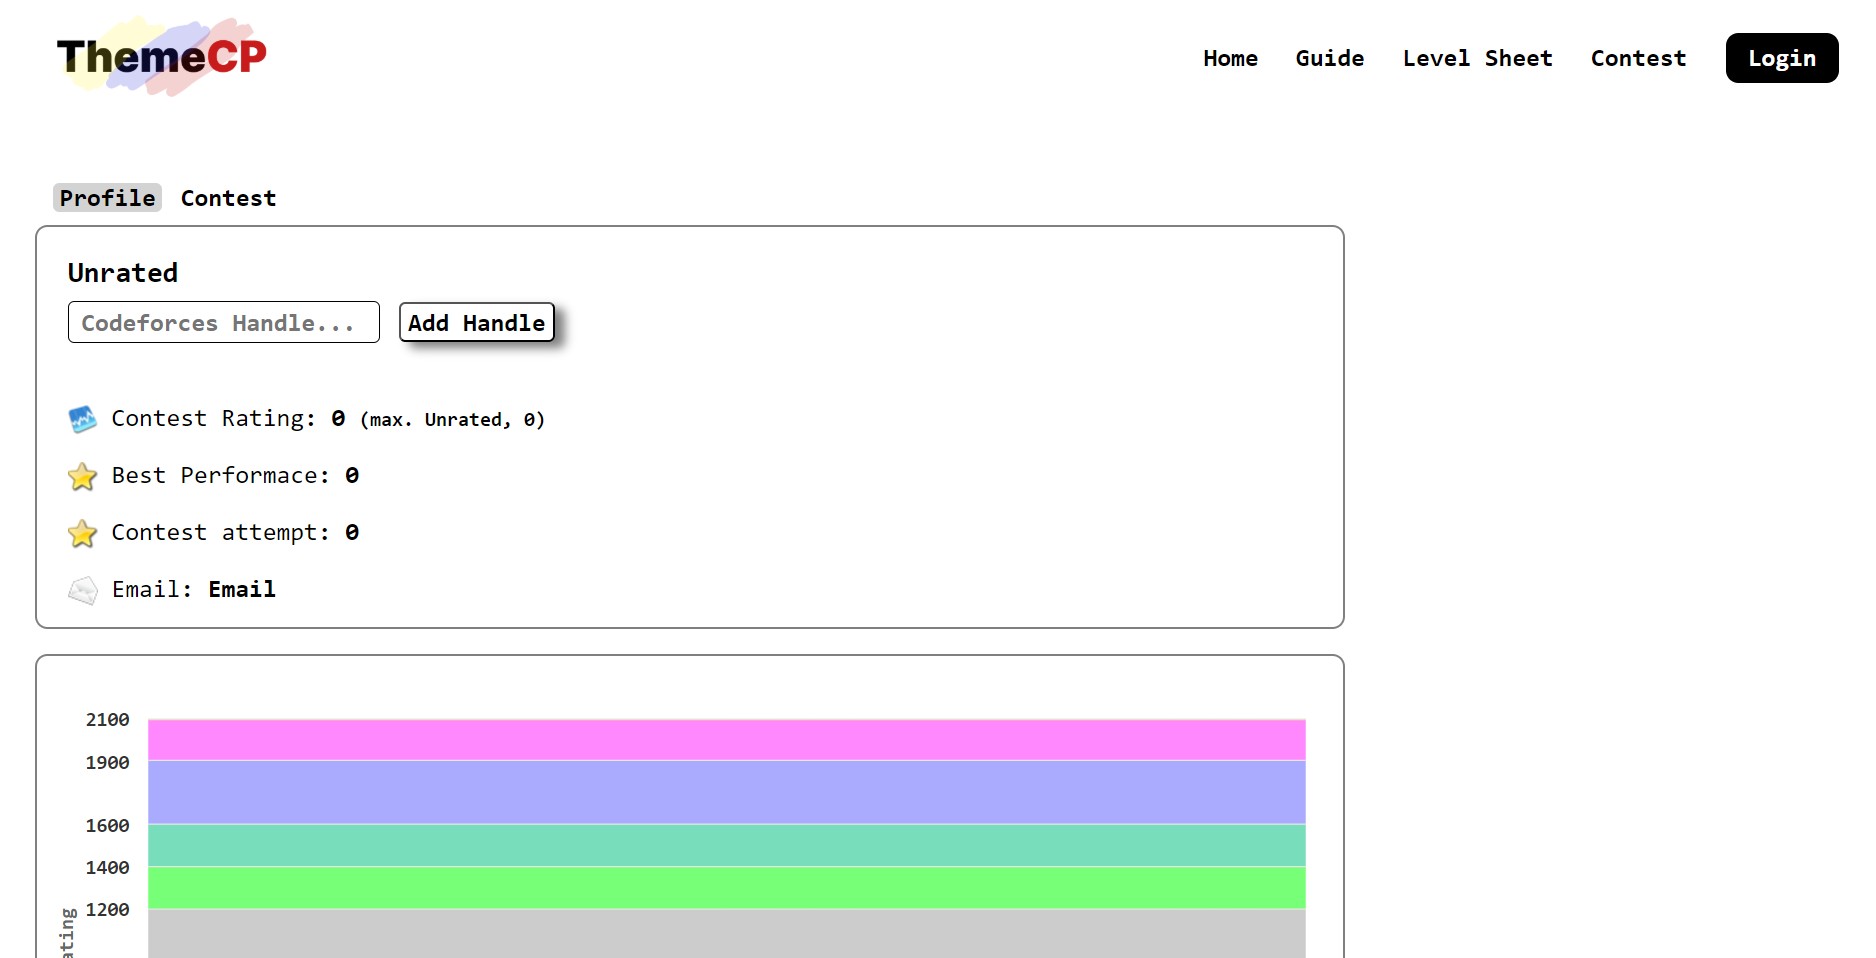 ThemeCP
Home Guide Level Sheet Contest Login
Profile Contest
Unrated
Codeforces Handle... Add Handle
Contest Rating: 0 (max. Unrated, 0)
Best Performace: 0
Contest attempt: 0
Email: Email
2100
1900
1600
1400
1200